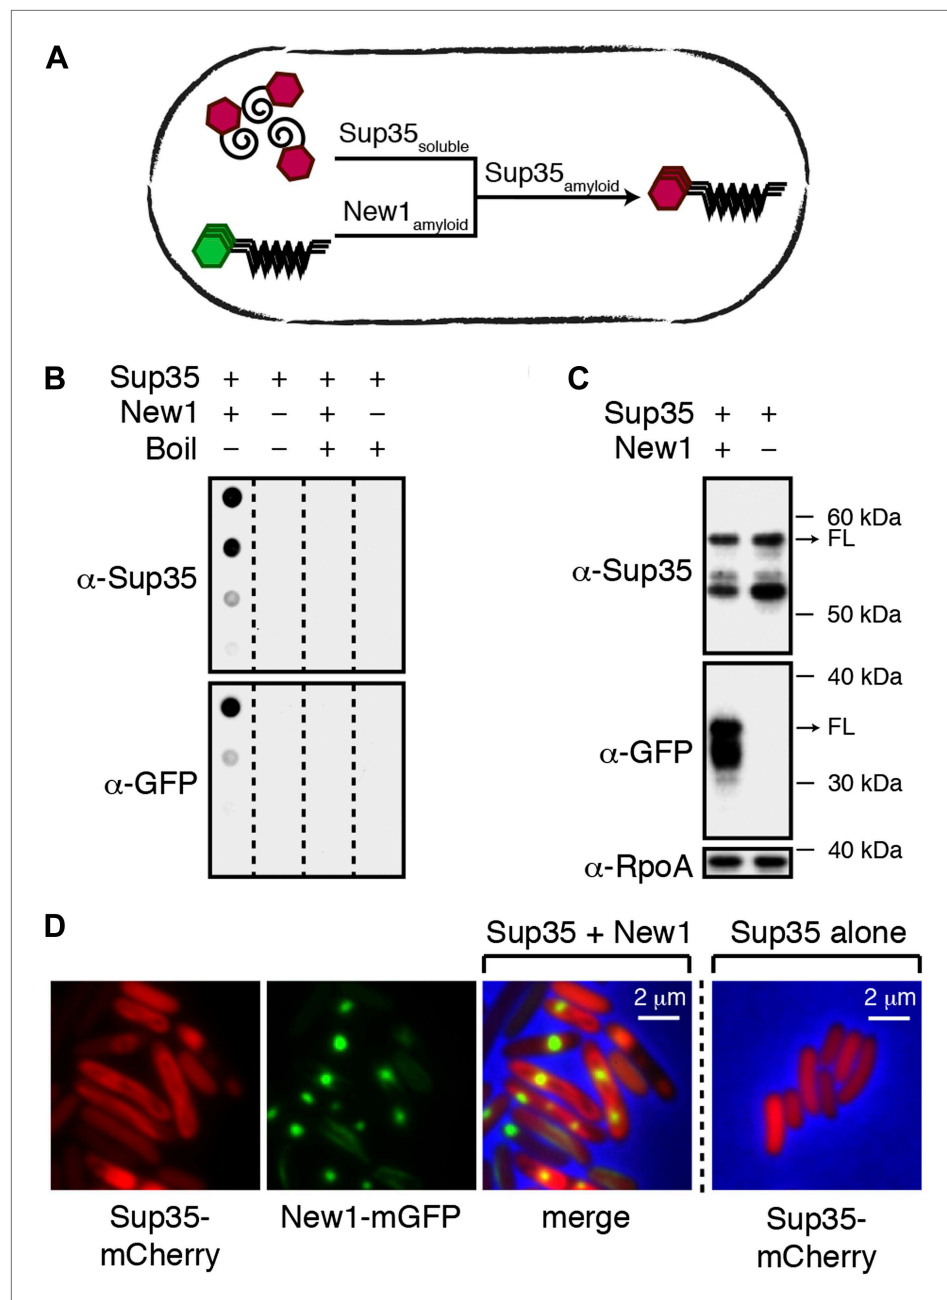 A
Sup35soluble
Sup35amyloid
New1amyloid
B
Sup35 + + + +
New1 + − + −
Boil − − + +
α-Sup35
α-GFP
C
Sup35 + +
New1 + −
60 kDa
FL
α-Sup35
50 kDa
40 kDa
FL
α-GFP
30 kDa
40 kDa
α-RpoA
D
Sup35 + New1
Sup35 alone
2 μm
2 μm
Sup35-
mCherry
New1-mGFP
merge
Sup35-
mCherry